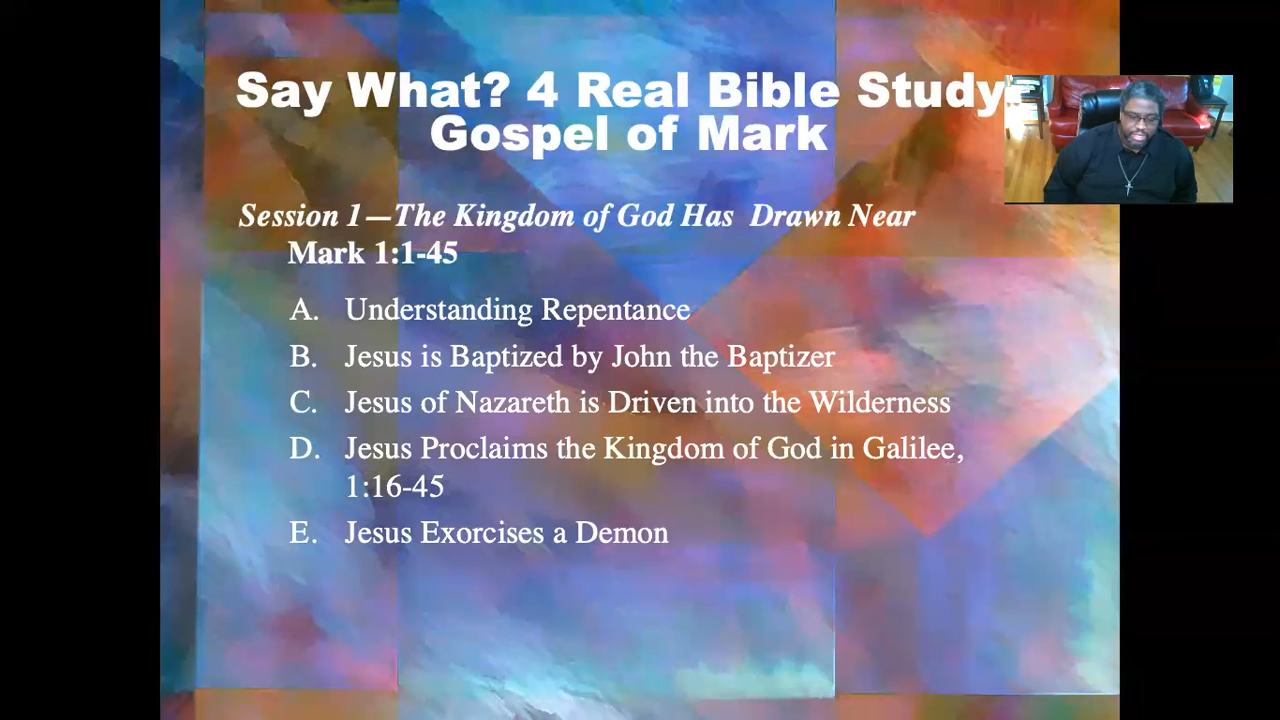 Say What? 4 Real Bible Study:
Gospel of Mark
Session 1—The Kingdom of God Has Drawn Near
Mark 1:1-45
A. Understanding Repentance
B. Jesus is Baptized by John the Baptizer
C. Jesus of Nazareth is Driven into the Wilderness
D. Jesus Proclaims the Kingdom of God in Galilee,
1:16-45
E. Jesus Exorcises a Demon